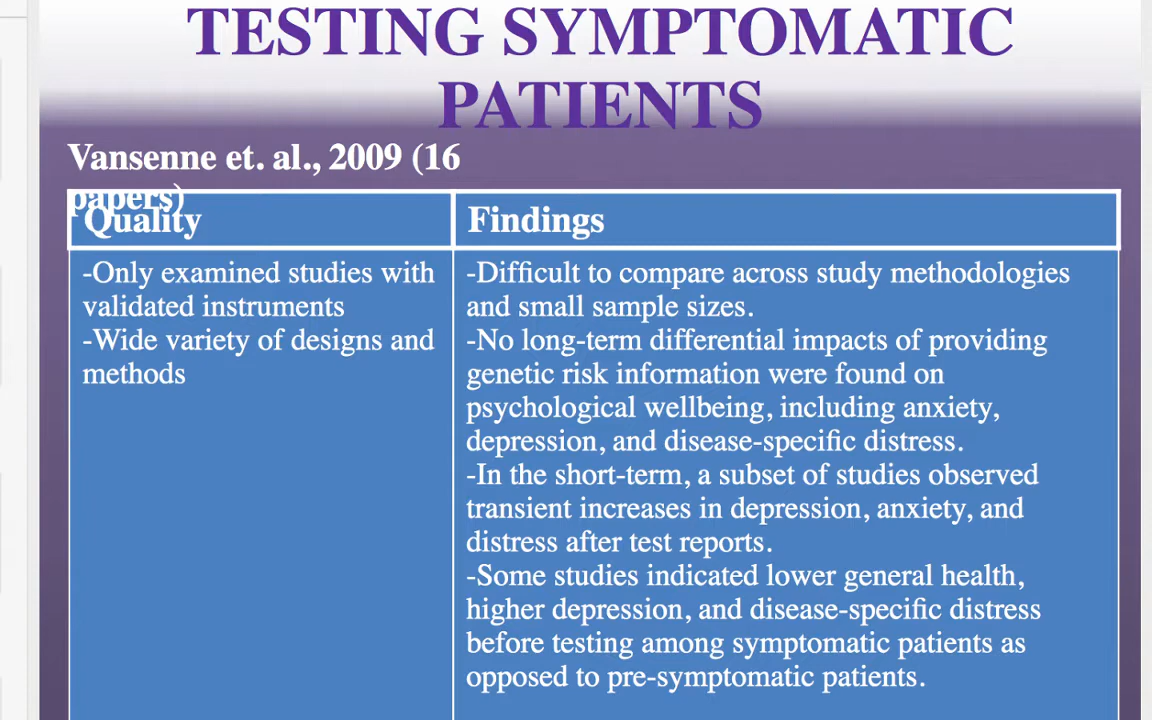 TESTING SYMPTOMATIC
PATIENTS
Vansenne et. al., 2009 (16
papers)
Quality
Findings
-Only examined studies with
validated instruments
-Wide variety of designs and
methods
-Difficult to compare across study methodologies
and small sample sizes.
-No long-term differential impacts of providing
genetic risk information were found on
psychological wellbeing, including anxiety,
depression, and disease-specific distress.
-In the short-term, a subset of studies observed
transient increases in depression, anxiety, and
distress after test reports.
-Some studies indicated lower general health,
higher depression, and disease-specific distress
before testing among symptomatic patients as
opposed to pre-symptomatic patients.